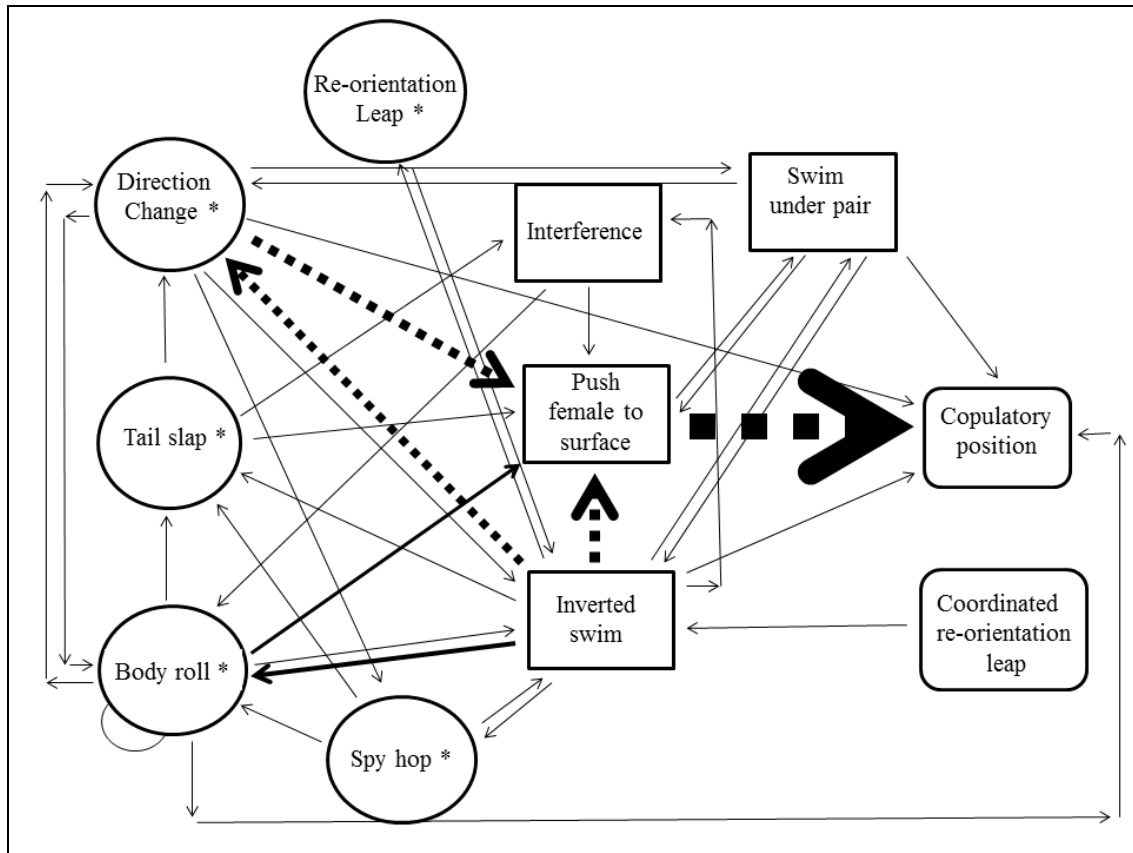 Re-orientation
Leap *
Direction
Change *
Swim
under pair
Interference
Push
female to
surface
Copulatory
position
Tail slap *
Inverted
swim
Coordinated
re-orientation
leap
Body roll *
Spy hop *